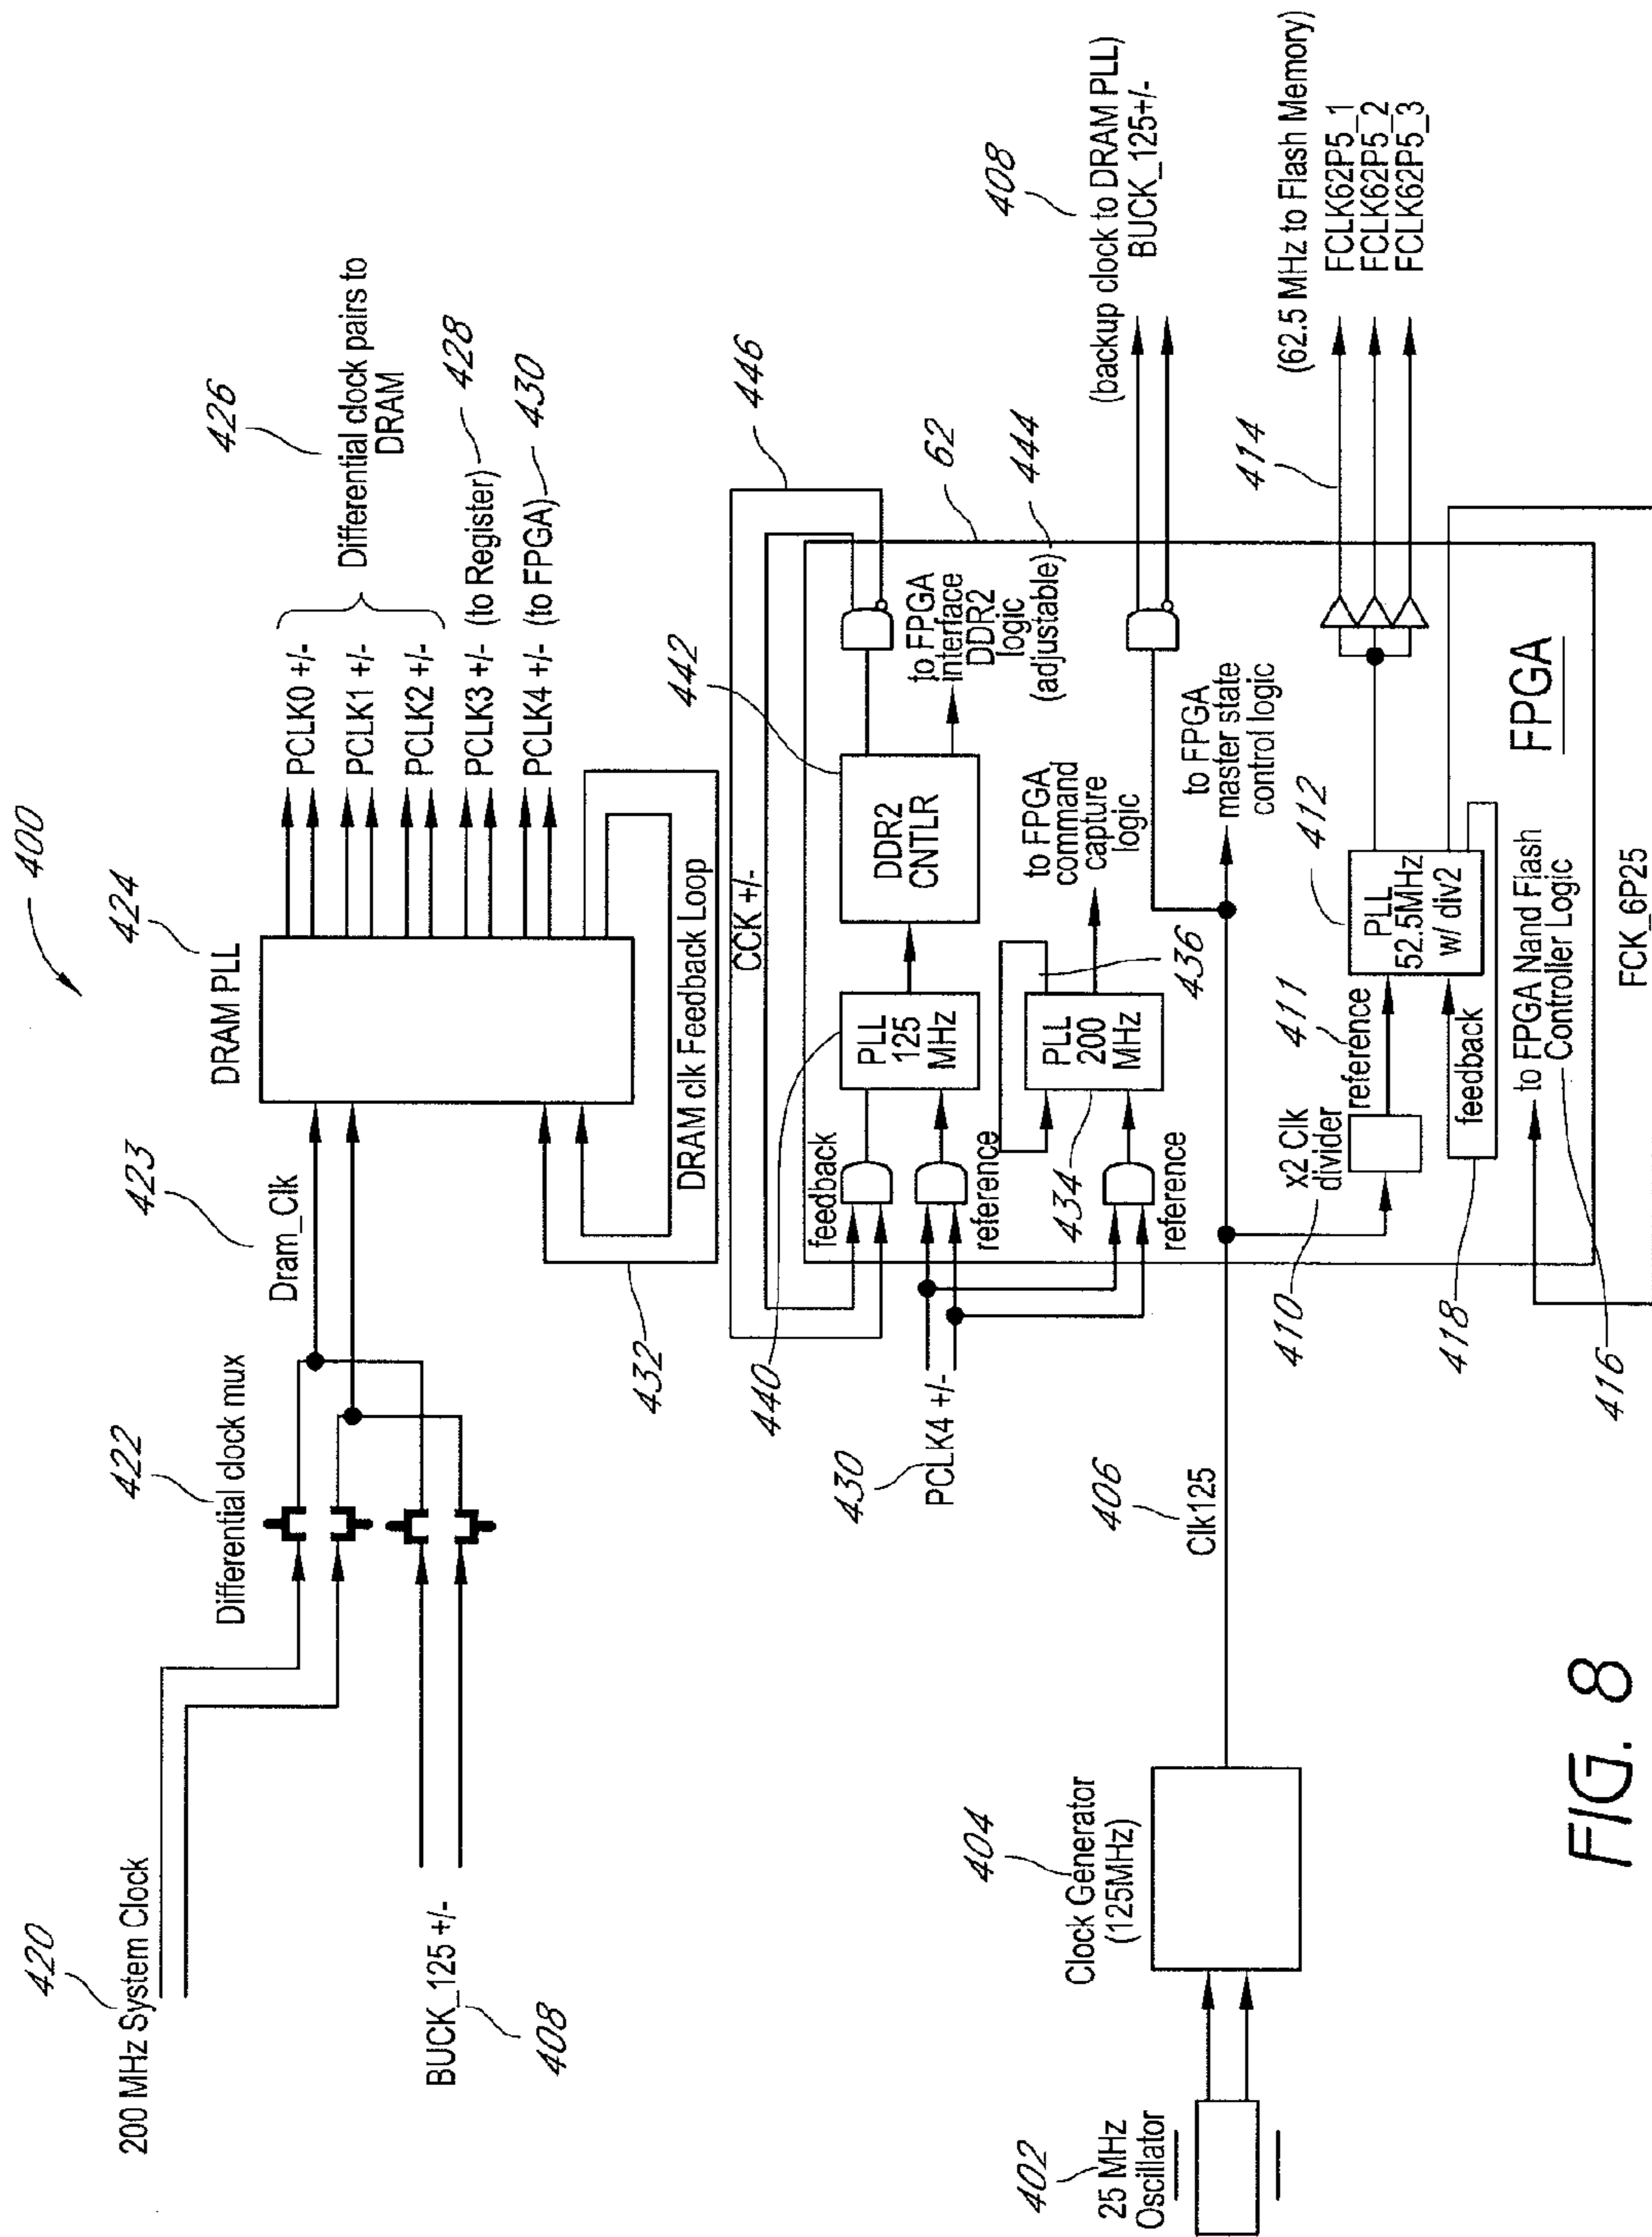 400
420
200 MHz System Clock
BUCK_125 +/-
408
422
Differential clock mux
423
Dram_Clk
424
DRAM PLL
432
DRAM clk Feedback Loop
PCLK0 +/-
PCLK1 +/-
PCLK2 +/-
PCLK3 +/- (to Register)
PCLK4 +/- (to FPGA)
426
Differential clock pairs to
DRAM
428
430
CCK +/-
446
62
440
feedback
reference
PLL
125
MHz
442
DDR2
CNTLR
to FPGA
interface
DDR2
logic
(adjustable)
444
430
PCLK4 +/-
434
reference
PLL
200
MHz
436
to FPGA
command
capture
logic
408
(backup clock to DRAM PLL)
BUCK_125+/-
402
25 MHz
Oscillator
404
Clock Generator
(125MHz)
406
Clk125
to FPGA
master state
control logic
410
x2 Clk
divider
411
reference
412
PLL
52.5MHz
w/ div2
feedback
418
414
(62.5 MHz to Flash Memory)
FCLK62P5_1
FCLK62P5_2
FCLK62P5_3
to FPGA Nand Flash
Controller Logic
416
FPGA
FCK_6P25
FIG. 8